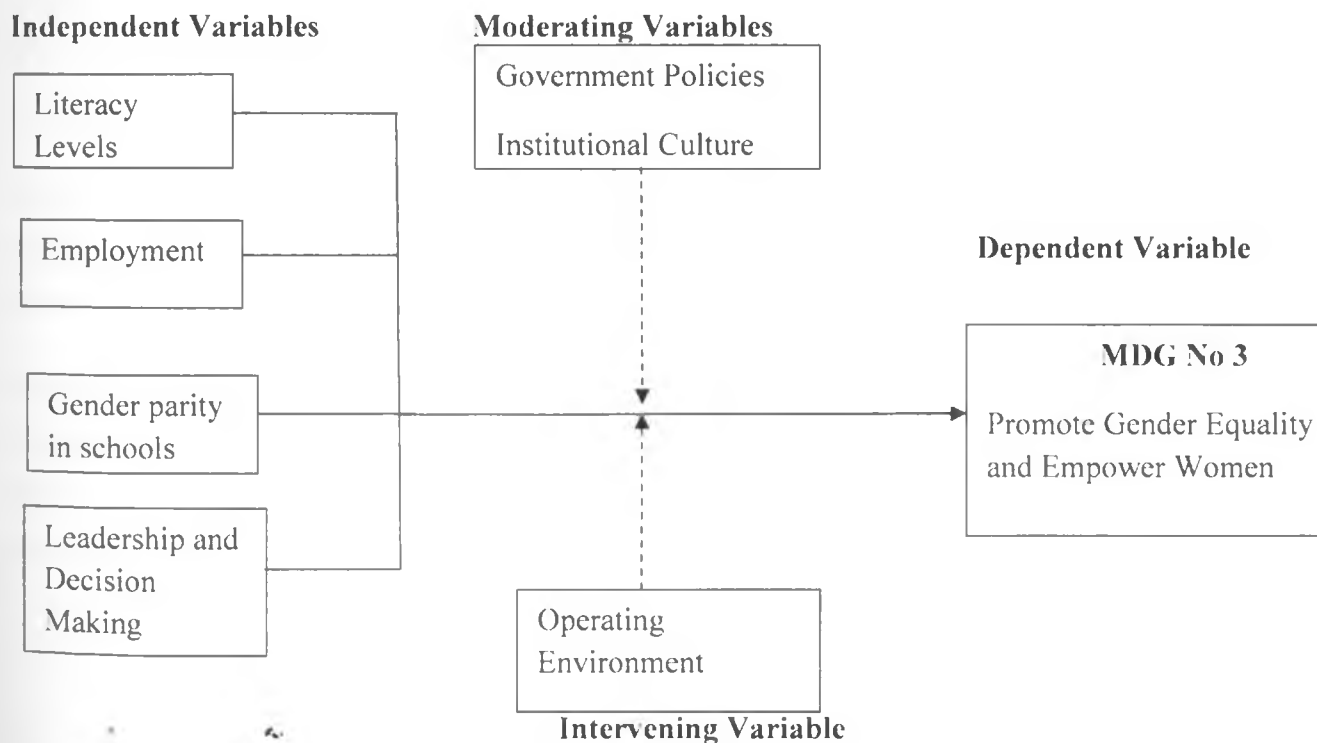 Independent Variables
Literacy
Levels
Employment
Gender parity
in schools
Leadership and
Decision
Making
Moderating Variables
Government Policies
Institutional Culture
Operating
Environment
Intervening Variable
Dependent Variable
MDG No 3
Promote Gender Equality
and Empower Women